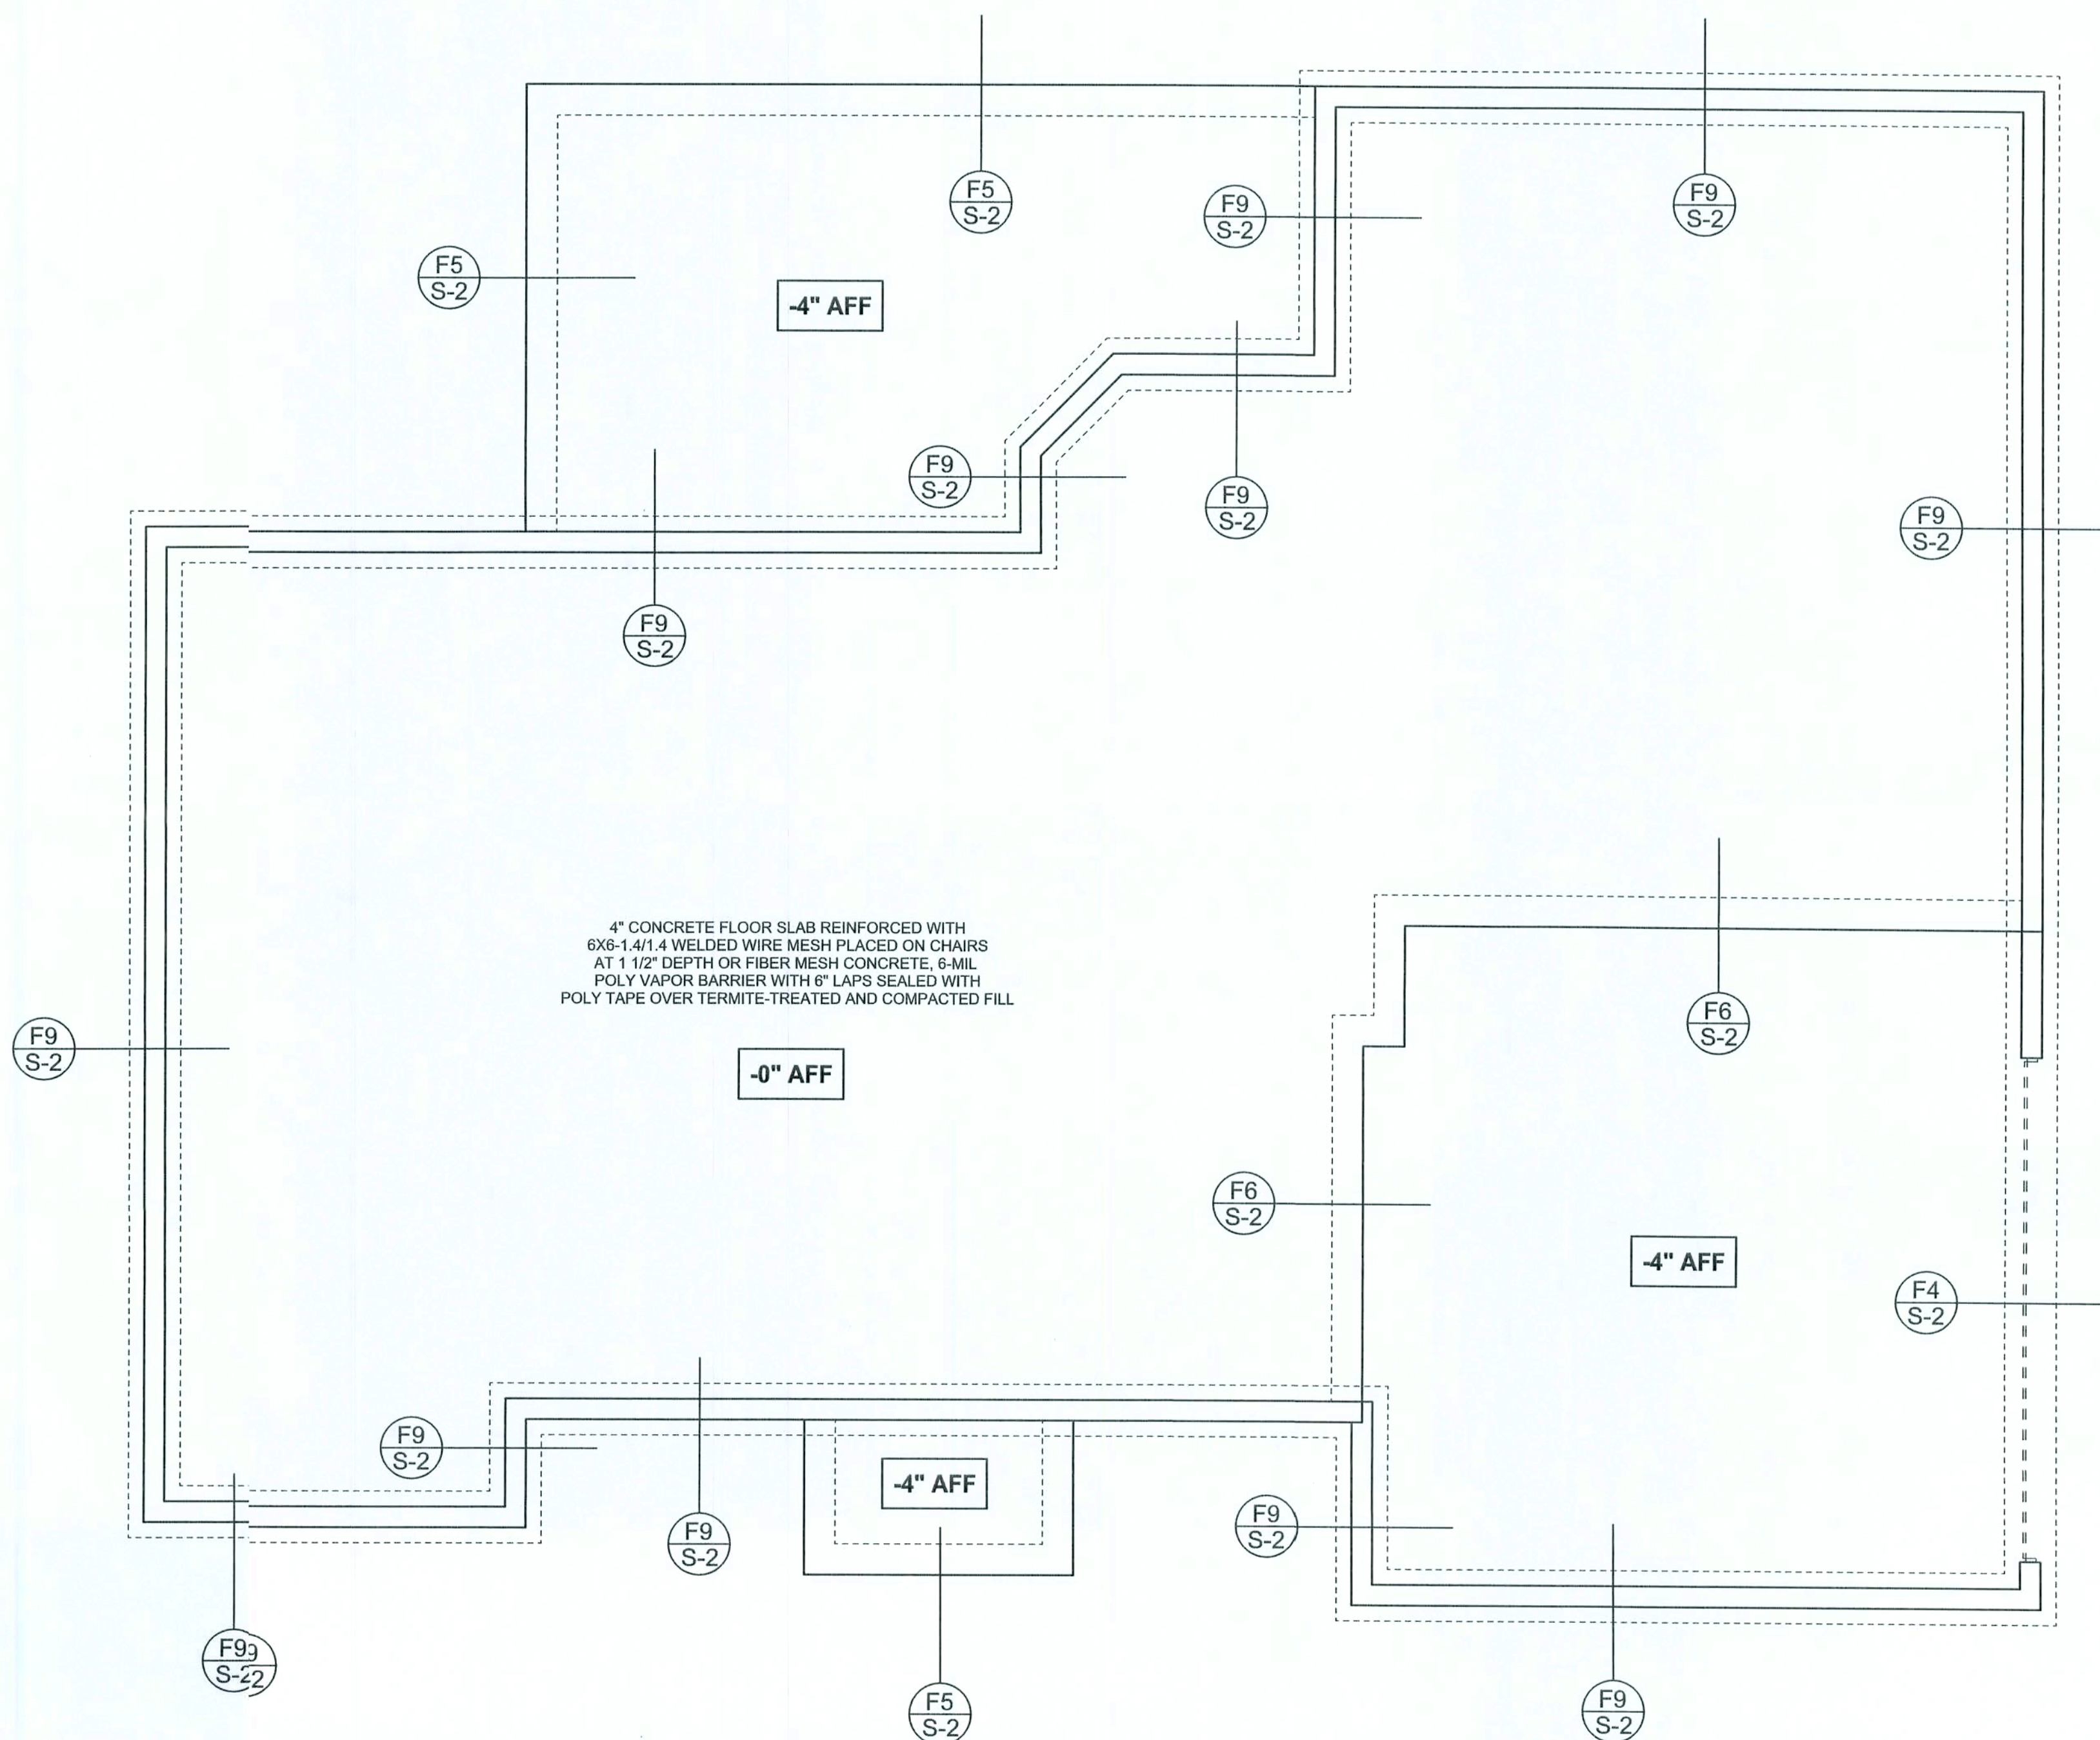 F5
S-2
F9
S-2
F9
S-2
F5
S-2
-4" AFF
F9
S-2
F9
S-2
F9
S-2
F9
S-2
4" CONCRETE FLOOR SLAB REINFORCED WITH
6X6-1.4/1.4 WELDED WIRE MESH PLACED ON CHAIRS
AT 1 1/2" DEPTH OR FIBER MESH CONCRETE, 6-MIL
POLY VAPOR BARRIER WITH 6" LAPS SEALED WITH
POLY TAPE OVER TERMITE-TREATED AND COMPACTED FILL
F6
S-2
F9
S-2
-0" AFF
F6
S-2
-4" AFF
F4
S-2
F9
S-2
-4" AFF
F9
S-2
F9
S-2
F99
S-22
F5
S-2
F9
S-2